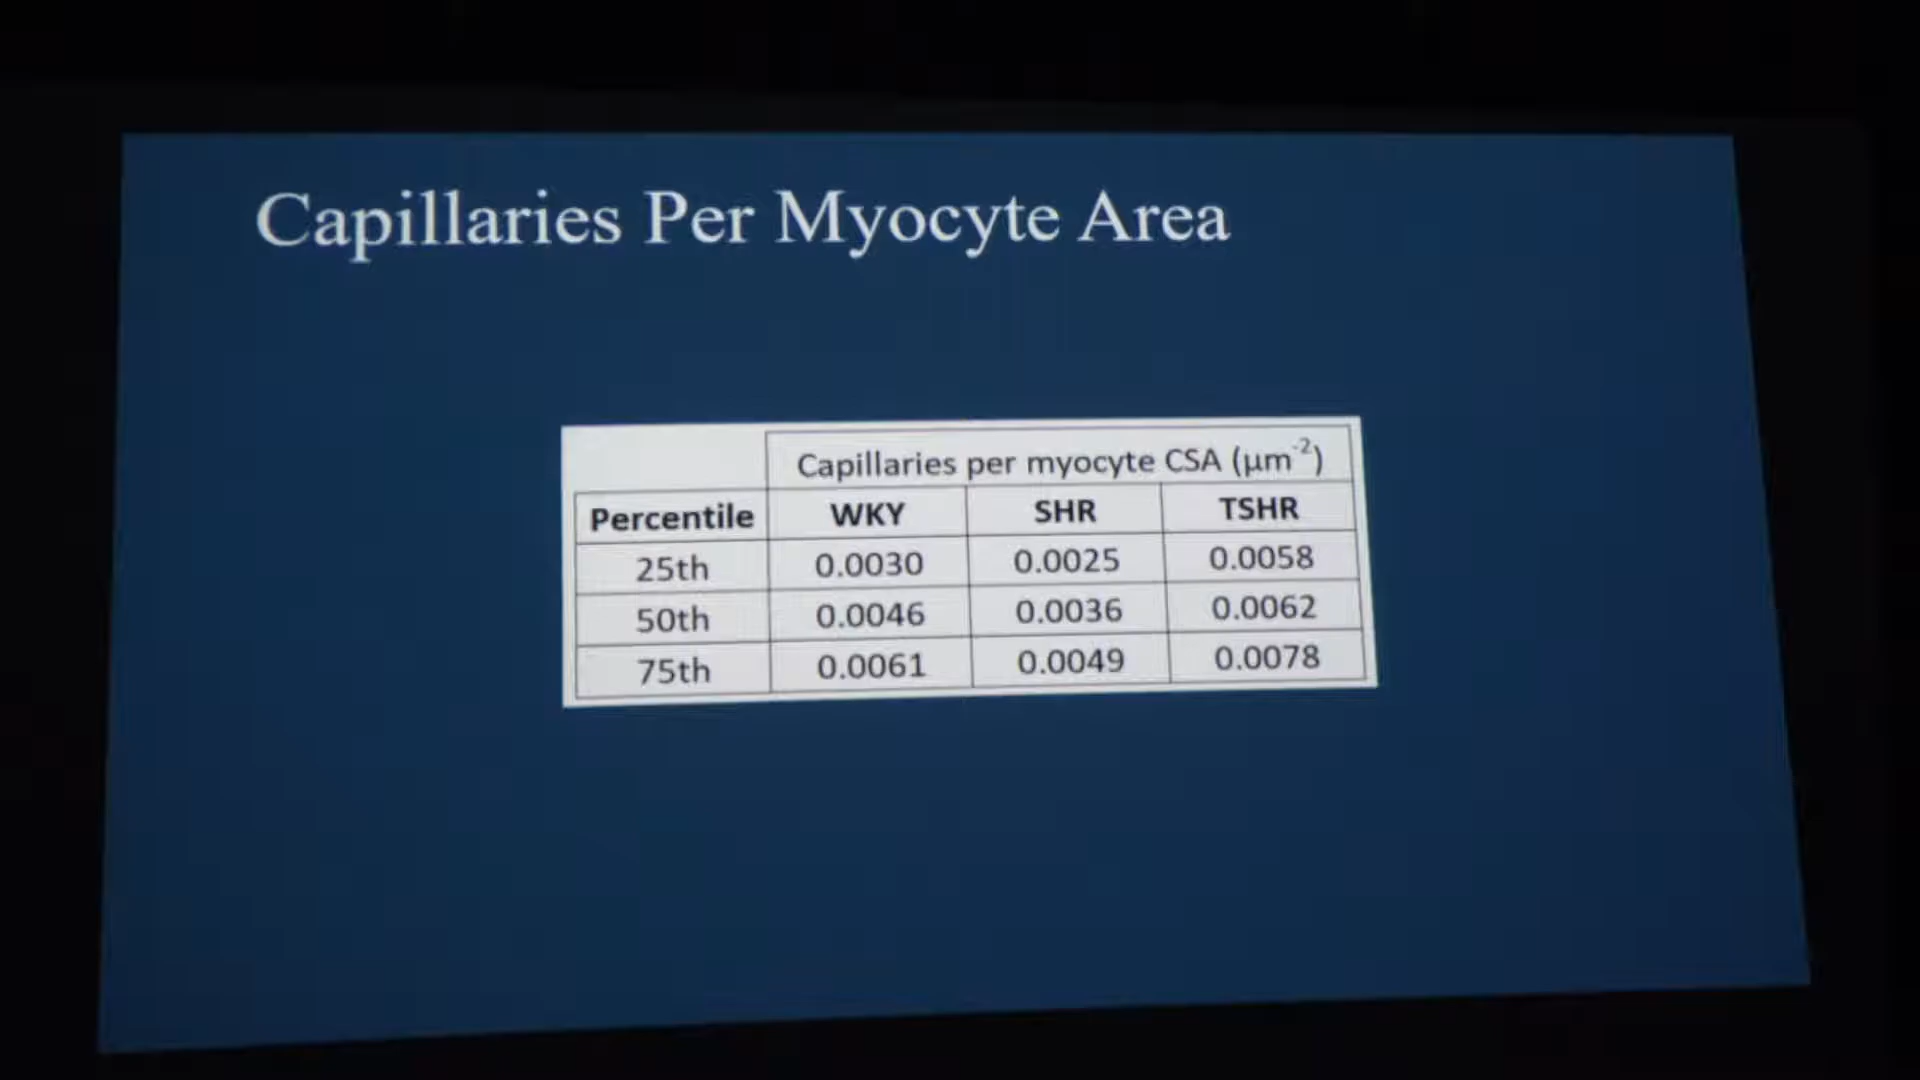 Capillaries Per Myocyte Area
Capillaries per myocyte CSA (µm⁻²)
Percentile WKY SHR TSHR
25th 0.0030 0.0025 0.0058
50th 0.0046 0.0036 0.0062
75th 0.0061 0.0049 0.0078